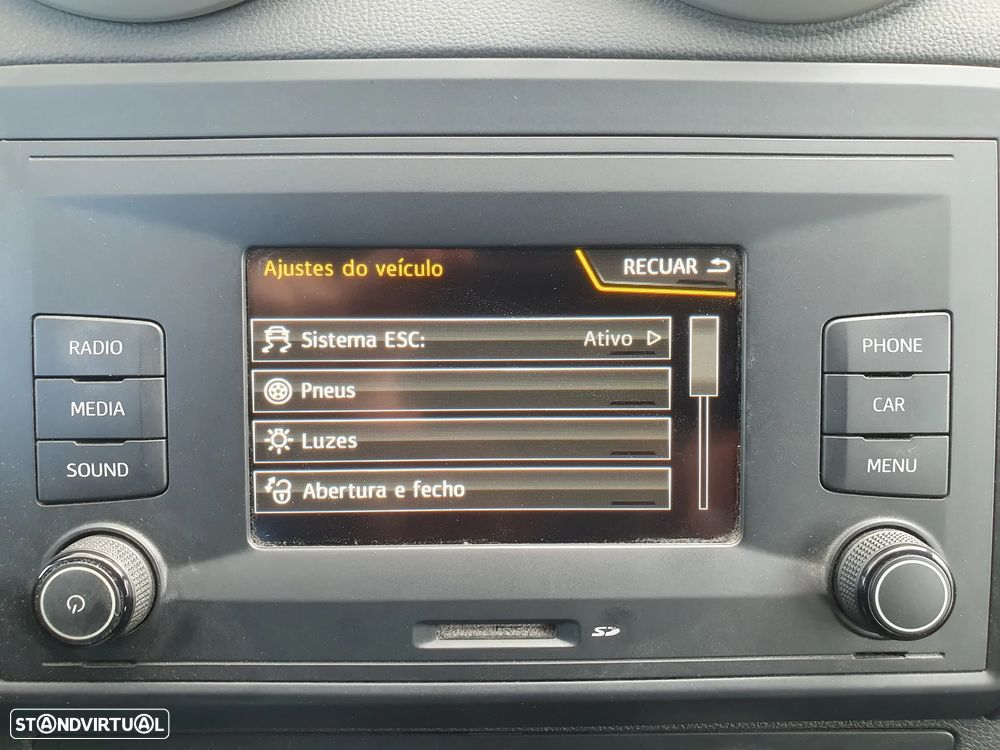 Ajustes do veículo
RECUAR
Sistema ESC: Ativo
Pneus
Luzes
Abertura e fecho
RADIO
MEDIA
SOUND
PHONE
CAR
MENU
SD
STANDVIRTUAL